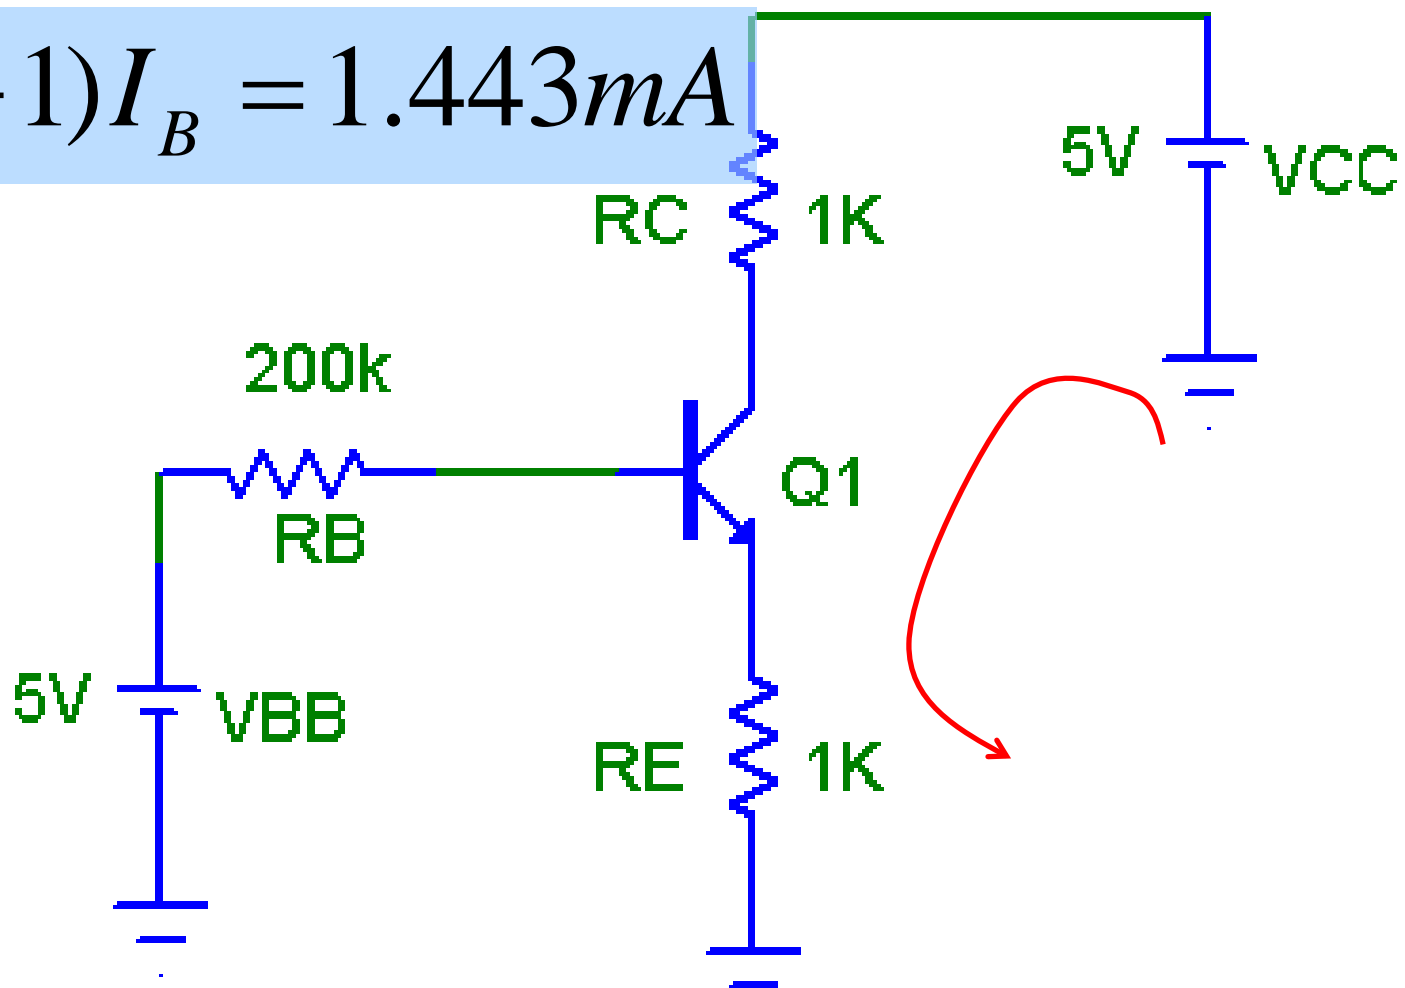 -1)I_B = 1.443mA
5V VCC
RC 1K
200k
Q1
RB
5V VBB
RE 1K